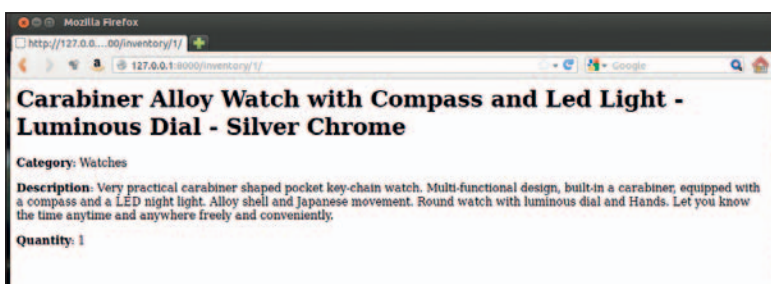 Mozilla Firefox
http://127.0.0....00/inventory/1/
127.0.0.1:8000/inventory/1/
Google
Carabiner Alloy Watch with Compass and Led Light -
Luminous Dial - Silver Chrome
Category: Watches
Description: Very practical carabiner shaped pocket key-chain watch. Multi-functional design, built-in a carabiner, equipped with
a compass and a LED night light. Alloy shell and Japanese movement. Round watch with luminous dial and Hands. Let you know
the time anytime and anywhere freely and conveniently.
Quantity: 1